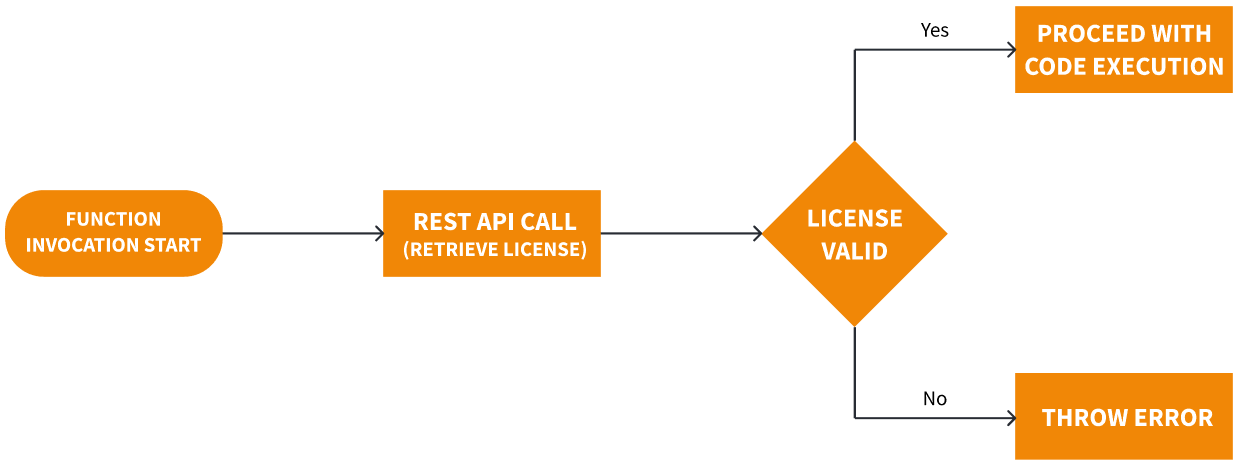 FUNCTION
INVOCATION START
REST API CALL
(RETRIEVE LICENSE)
LICENSE
VALID
Yes
PROCEED WITH
CODE EXECUTION
No
THROW ERROR